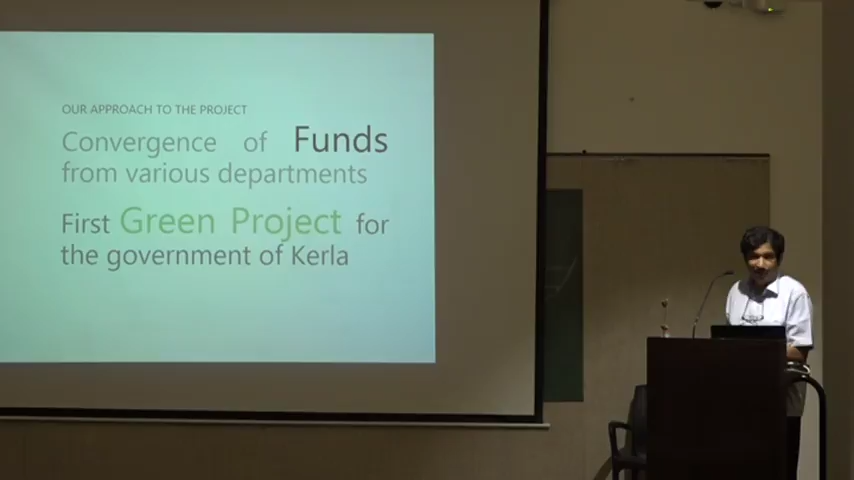 OUR APPROACH TO THE PROJECT
Convergence of Funds
from various departments
First Green Project for
the government of Kerla